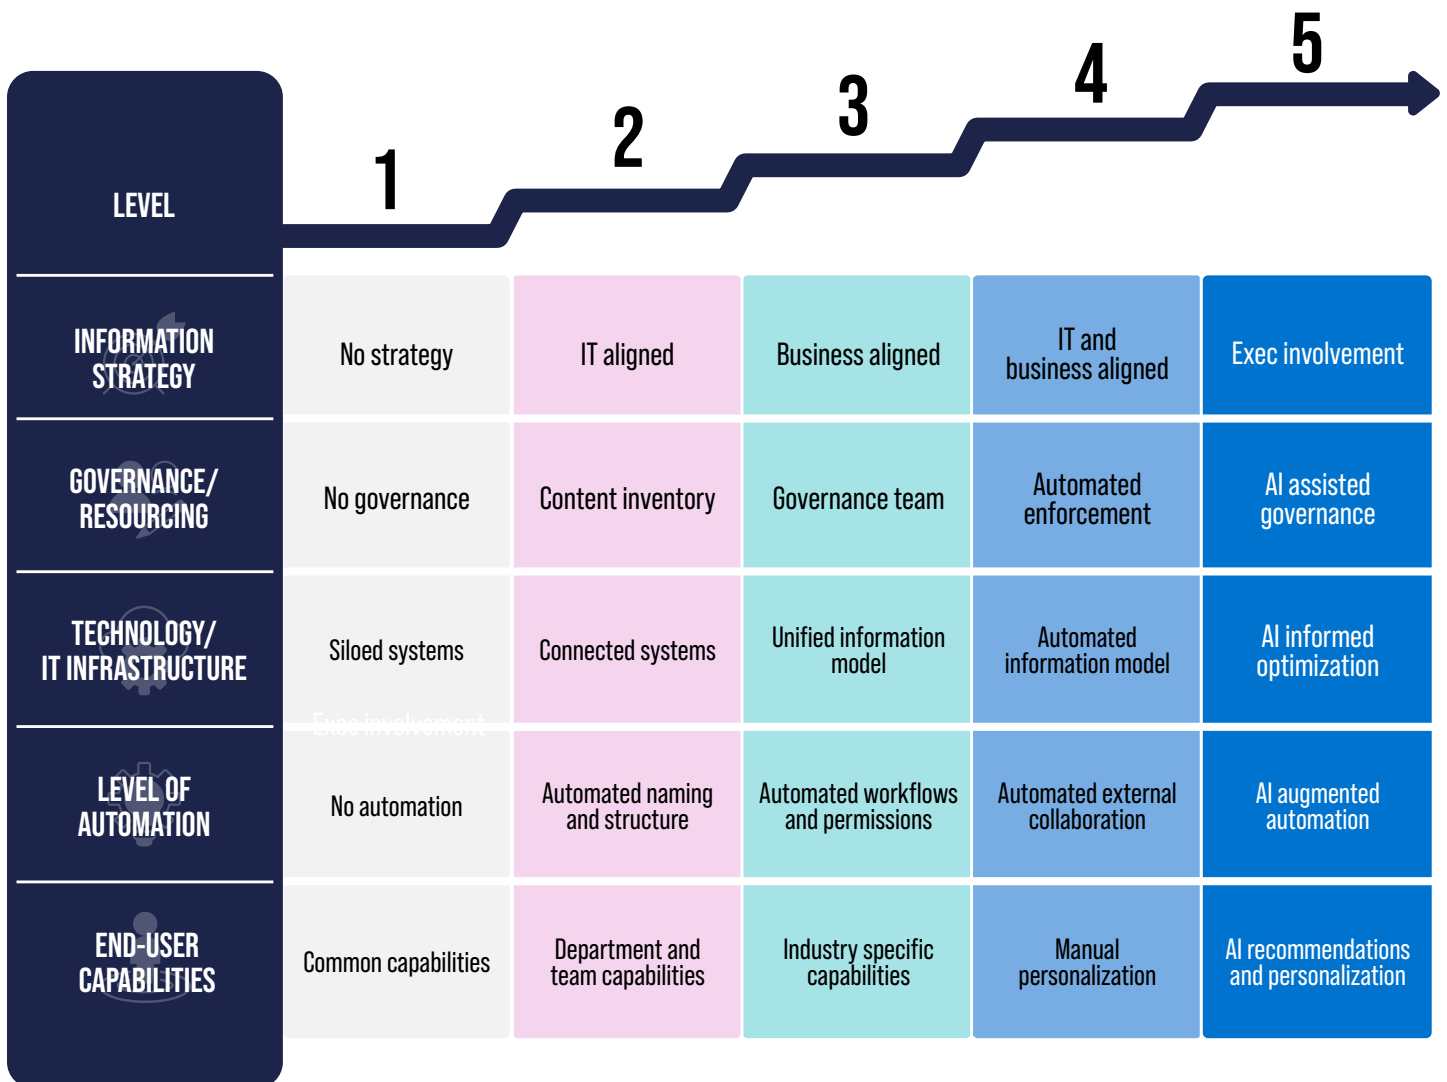 5
4
3
2
1
LEVEL
INFORMATION
STRATEGY
No strategy
IT aligned
Business aligned
IT and
business aligned
Exec involvement
GOVERNANCE/
RESOURCING
No governance
Content inventory
Governance team
Automated
enforcement
AI assisted
governance
TECHNOLOGY/
IT INFRASTRUCTURE
Siloed systems
Connected systems
Unified information
model
Automated
information model
AI informed
optimization
Exec involvement
LEVEL OF
AUTOMATION
No automation
Automated naming
and structure
Automated workflows
and permissions
Automated external
collaboration
AI augmented
automation
END-USER
CAPABILITIES
Common capabilities
Department and
team capabilities
Industry specific
capabilities
Manual
personalization
AI recommendations
and personalization